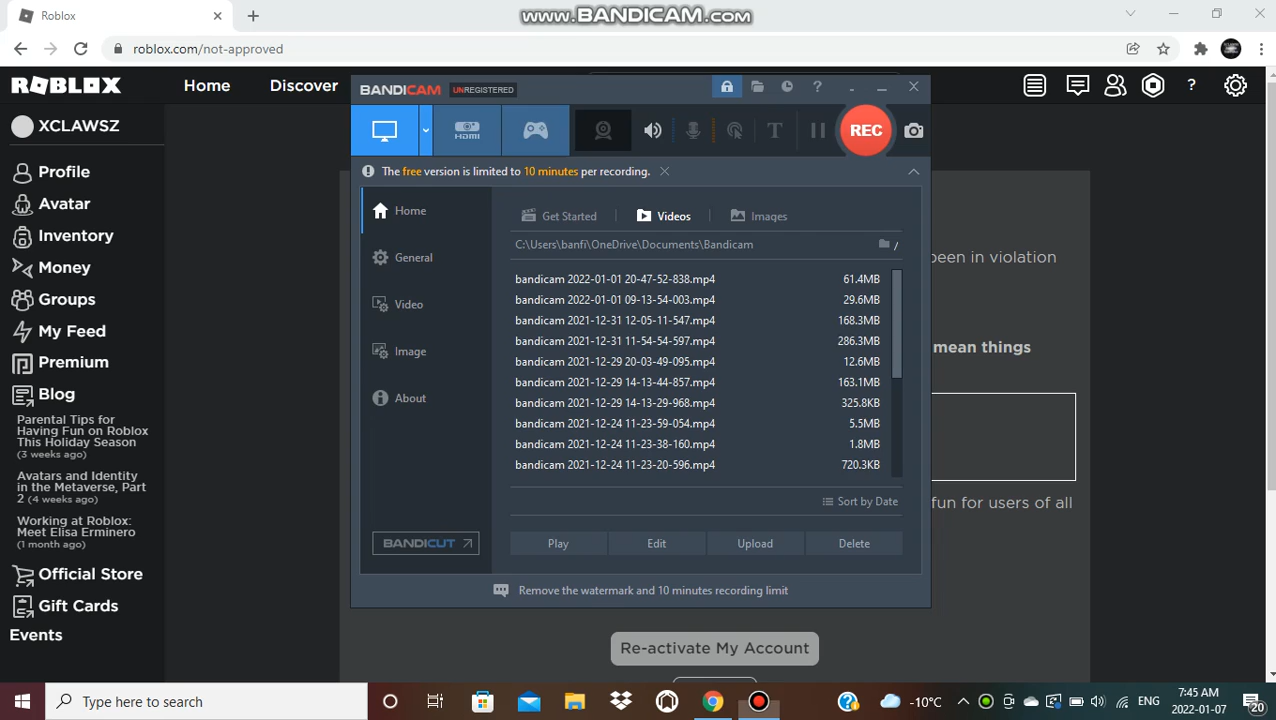 Roblox
www.BANDICAM.com
roblox.com/not-approved
ROBLOX
Home
Discover
XCLAWSZ
Profile
Avatar
Inventory
Money
Groups
My Feed
Premium
Blog
Parental Tips for
Having Fun on Roblox
This Holiday Season
(3 weeks ago)
Avatars and Identity
in the Metaverse, Part
2 (4 weeks ago)
Working at Roblox:
Meet Elisa Erminero
(1 month ago)
Official Store
Gift Cards
Events
BANDICAM UNREGISTERED
HDMI
T
REC
The free version is limited to 10 minutes per recording.
Home
General
Video
Image
About
BANDICUT
Get Started
Videos
Images
C:\Users\banfi\OneDrive\Documents\Bandicam
/
bandicam 2022-01-01 20-47-52-838.mp4 61.4MB
bandicam 2022-01-01 09-13-54-003.mp4 29.6MB
bandicam 2021-12-31 12-05-11-547.mp4 168.3MB
bandicam 2021-12-31 11-54-54-597.mp4 286.3MB
bandicam 2021-12-29 20-03-49-095.mp4 12.6MB
bandicam 2021-12-29 14-13-44-857.mp4 163.1MB
bandicam 2021-12-29 14-13-29-968.mp4 325.8KB
bandicam 2021-12-24 11-23-59-054.mp4 5.5MB
bandicam 2021-12-24 11-23-38-160.mp4 1.8MB
bandicam 2021-12-24 11-23-20-596.mp4 720.3KB
Sort by Date
Play
Edit
Upload
Delete
Remove the watermark and 10 minutes recording limit
been in violation
mean things
fun for users of all
Re-activate My Account
Type here to search
-10°C
ENG
7:45 AM
2022-01-07
20